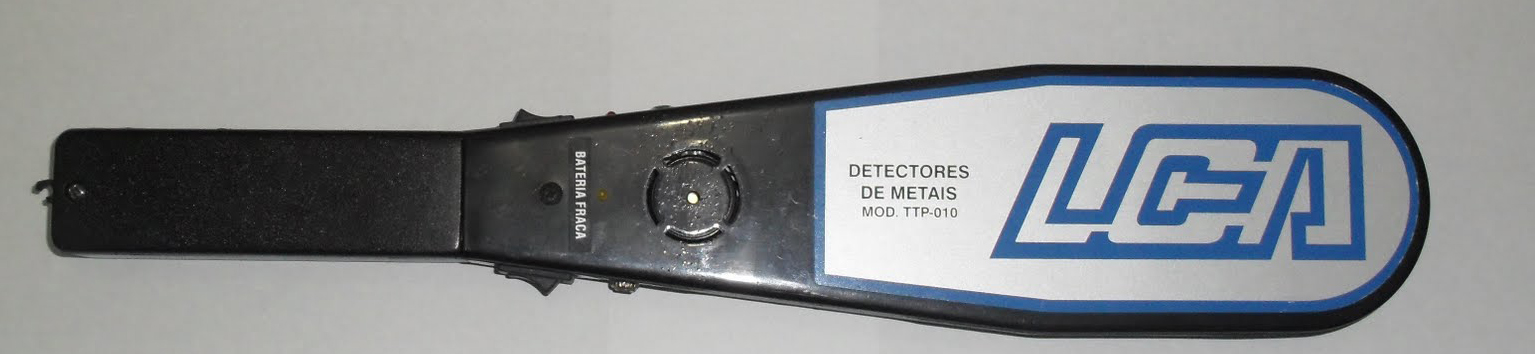 BATERIA FRACA
DETECTORES
DE METAIS
MOD. TTP-010
LCA